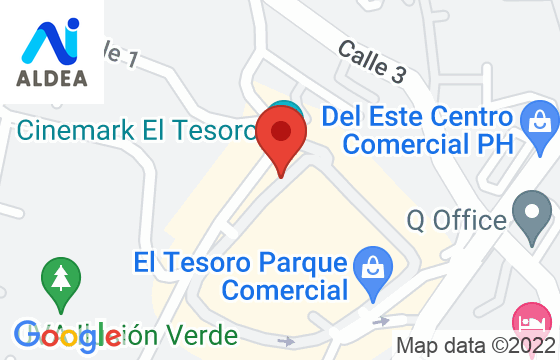 ALDEA
1
Calle 3
Cinemark El Tesoro
Del Este Centro
Comercial PH
Q Office
El Tesoro Parque
Comercial
Verde
Google
Map data ©2022